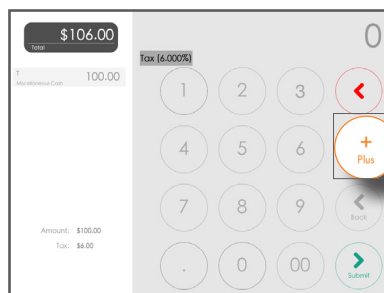 $106.00
Total
T 100.00
Miscellaneous Cash
Amount: $100.00
Tax: $6.00
0
Tax (6.000%)
1 2 3
4 5 6 + Plus
7 8 9 Back
. 0 00 Submit